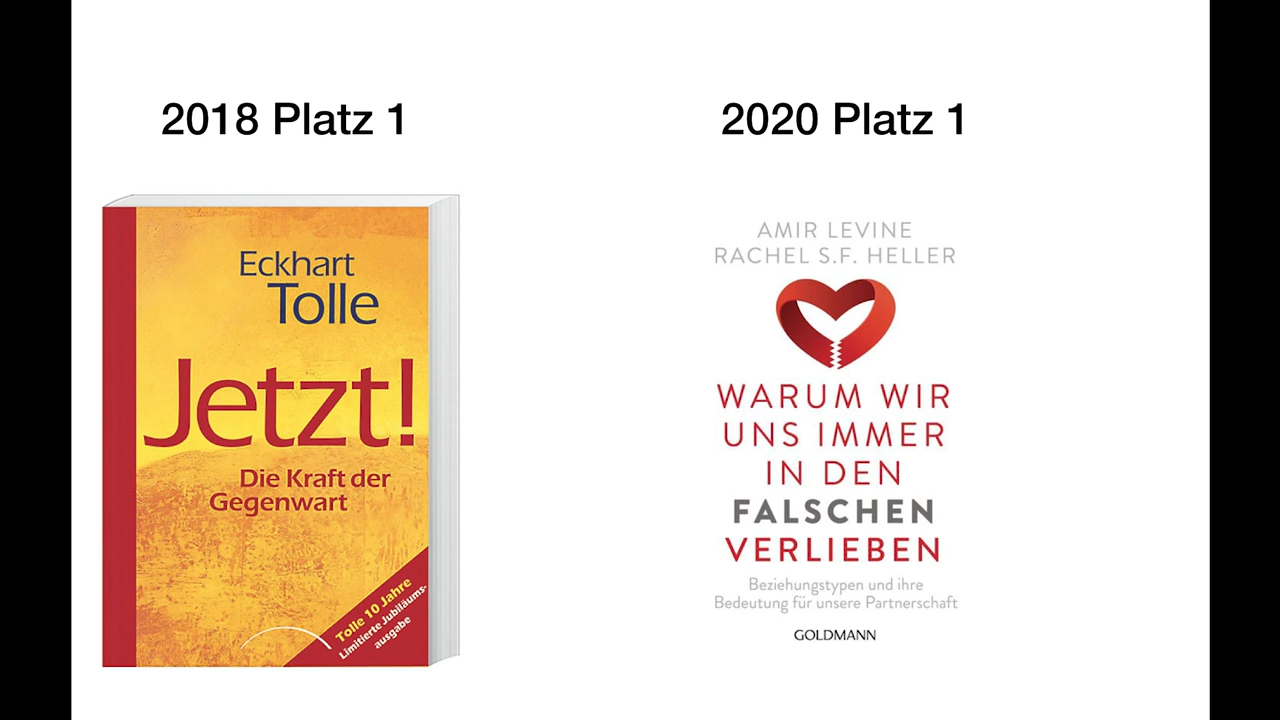 2018 Platz 1
Eckhart
Tolle
Jetzt!
Die Kraft der
Gegenwart
Tolle 10 Jahre
Limitierte Jubiläums-
ausgabe
2020 Platz 1
AMIR LEVINE
RACHEL S.F. HELLER
WARUM WIR
UNS IMMER
IN DEN
FALSCHEN
VERLIEBEN
Beziehungstypen und ihre
Bedeutung für unsere Partnerschaft
GOLDMANN